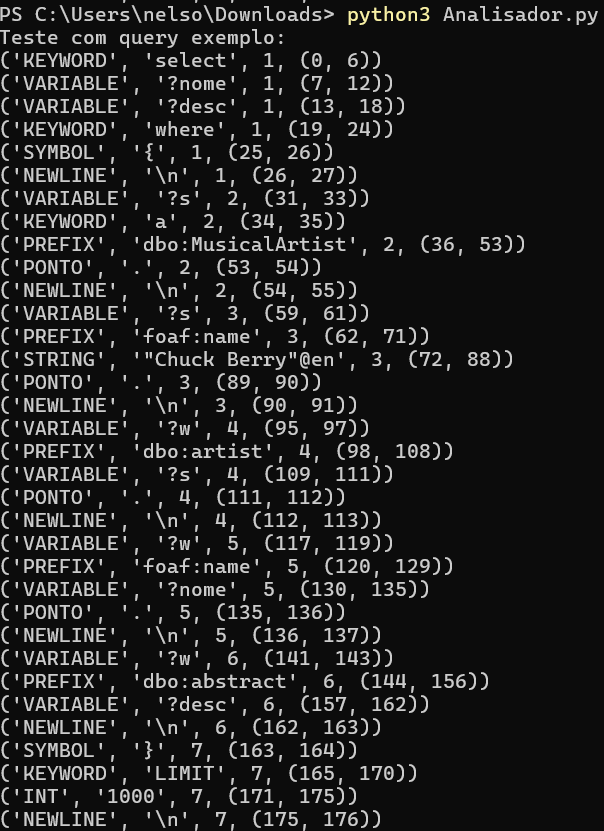 PS C:\Users\nelso\Downloads> python3 Analisador.py
Teste com query exemplo:
('KEYWORD', 'select', 1, (0, 6))
('VARIABLE', '?nome', 1, (7, 12))
('VARIABLE', '?desc', 1, (13, 18))
('KEYWORD', 'where', 1, (19, 24))
('SYMBOL', '{', 1, (25, 26))
('NEWLINE', '\n', 1, (26, 27))
('VARIABLE', '?s', 2, (31, 33))
('KEYWORD', 'a', 2, (34, 35))
('PREFIX', 'dbo:MusicalArtist', 2, (36, 53))
('PONTO', '.', 2, (53, 54))
('NEWLINE', '\n', 2, (54, 55))
('VARIABLE', '?s', 3, (59, 61))
('PREFIX', 'foaf:name', 3, (62, 71))
('STRING', '"Chuck Berry"@en', 3, (72, 88))
('PONTO', '.', 3, (89, 90))
('NEWLINE', '\n', 3, (90, 91))
('VARIABLE', '?w', 4, (95, 97))
('PREFIX', 'dbo:artist', 4, (98, 108))
('VARIABLE', '?s', 4, (109, 111))
('PONTO', '.', 4, (111, 112))
('NEWLINE', '\n', 4, (112, 113))
('VARIABLE', '?w', 5, (117, 119))
('PREFIX', 'foaf:name', 5, (120, 129))
('VARIABLE', '?nome', 5, (130, 135))
('PONTO', '.', 5, (135, 136))
('NEWLINE', '\n', 5, (136, 137))
('VARIABLE', '?w', 6, (141, 143))
('PREFIX', 'dbo:abstract', 6, (144, 156))
('VARIABLE', '?desc', 6, (157, 162))
('NEWLINE', '\n', 6, (162, 163))
('SYMBOL', '}', 7, (163, 164))
('KEYWORD', 'LIMIT', 7, (165, 170))
('INT', '1000', 7, (171, 175))
('NEWLINE', '\n', 7, (175, 176))